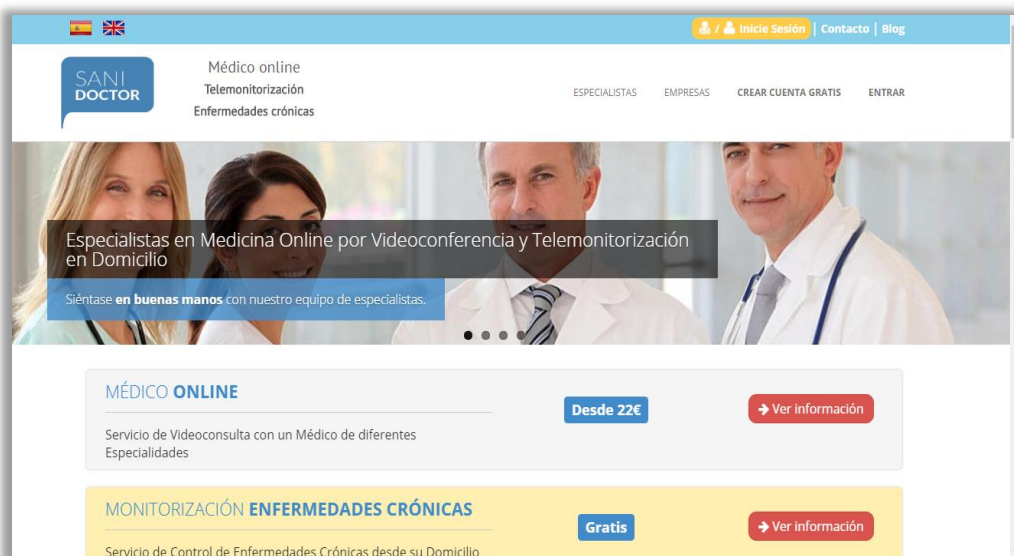 Inicie Sesión | Contacto | Blog
SANI
DOCTOR
Médico online
Telemonitorización
Enfermedades crónicas
ESPECIALISTAS EMPRESAS CREAR CUENTA GRATIS ENTRAR
Especialistas en Medicina Online por Videoconferencia y Telemonitorización
en Domicilio
Siéntase en buenas manos con nuestro equipo de especialistas.
MÉDICO ONLINE
Desde 22€
Ver información
Servicio de Videoconsulta con un Médico de diferentes
Especialidades
MONITORIZACIÓN ENFERMEDADES CRÓNICAS
Gratis
Ver información
Servicio de Control de Enfermedades Crónicas desde su Domicilio